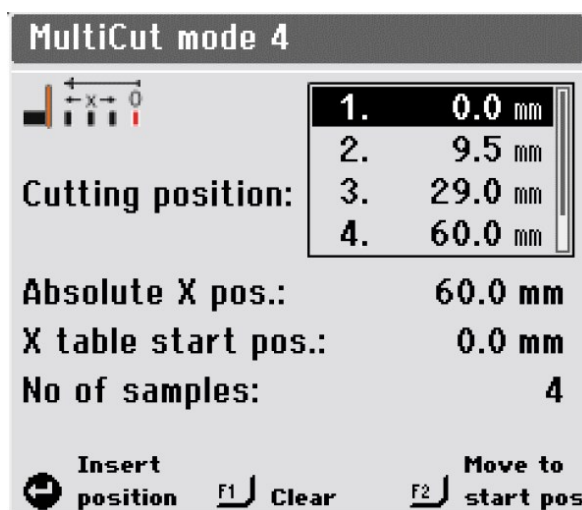 MultiCut mode 4
x 0
1. 0.0 mm
2. 9.5 mm
Cutting position: 3. 29.0 mm
4. 60.0 mm
Absolute X pos.: 60.0 mm
X table start pos.: 0.0 mm
No of samples: 4
Insert Move to
position F1 Clear F2 start pos